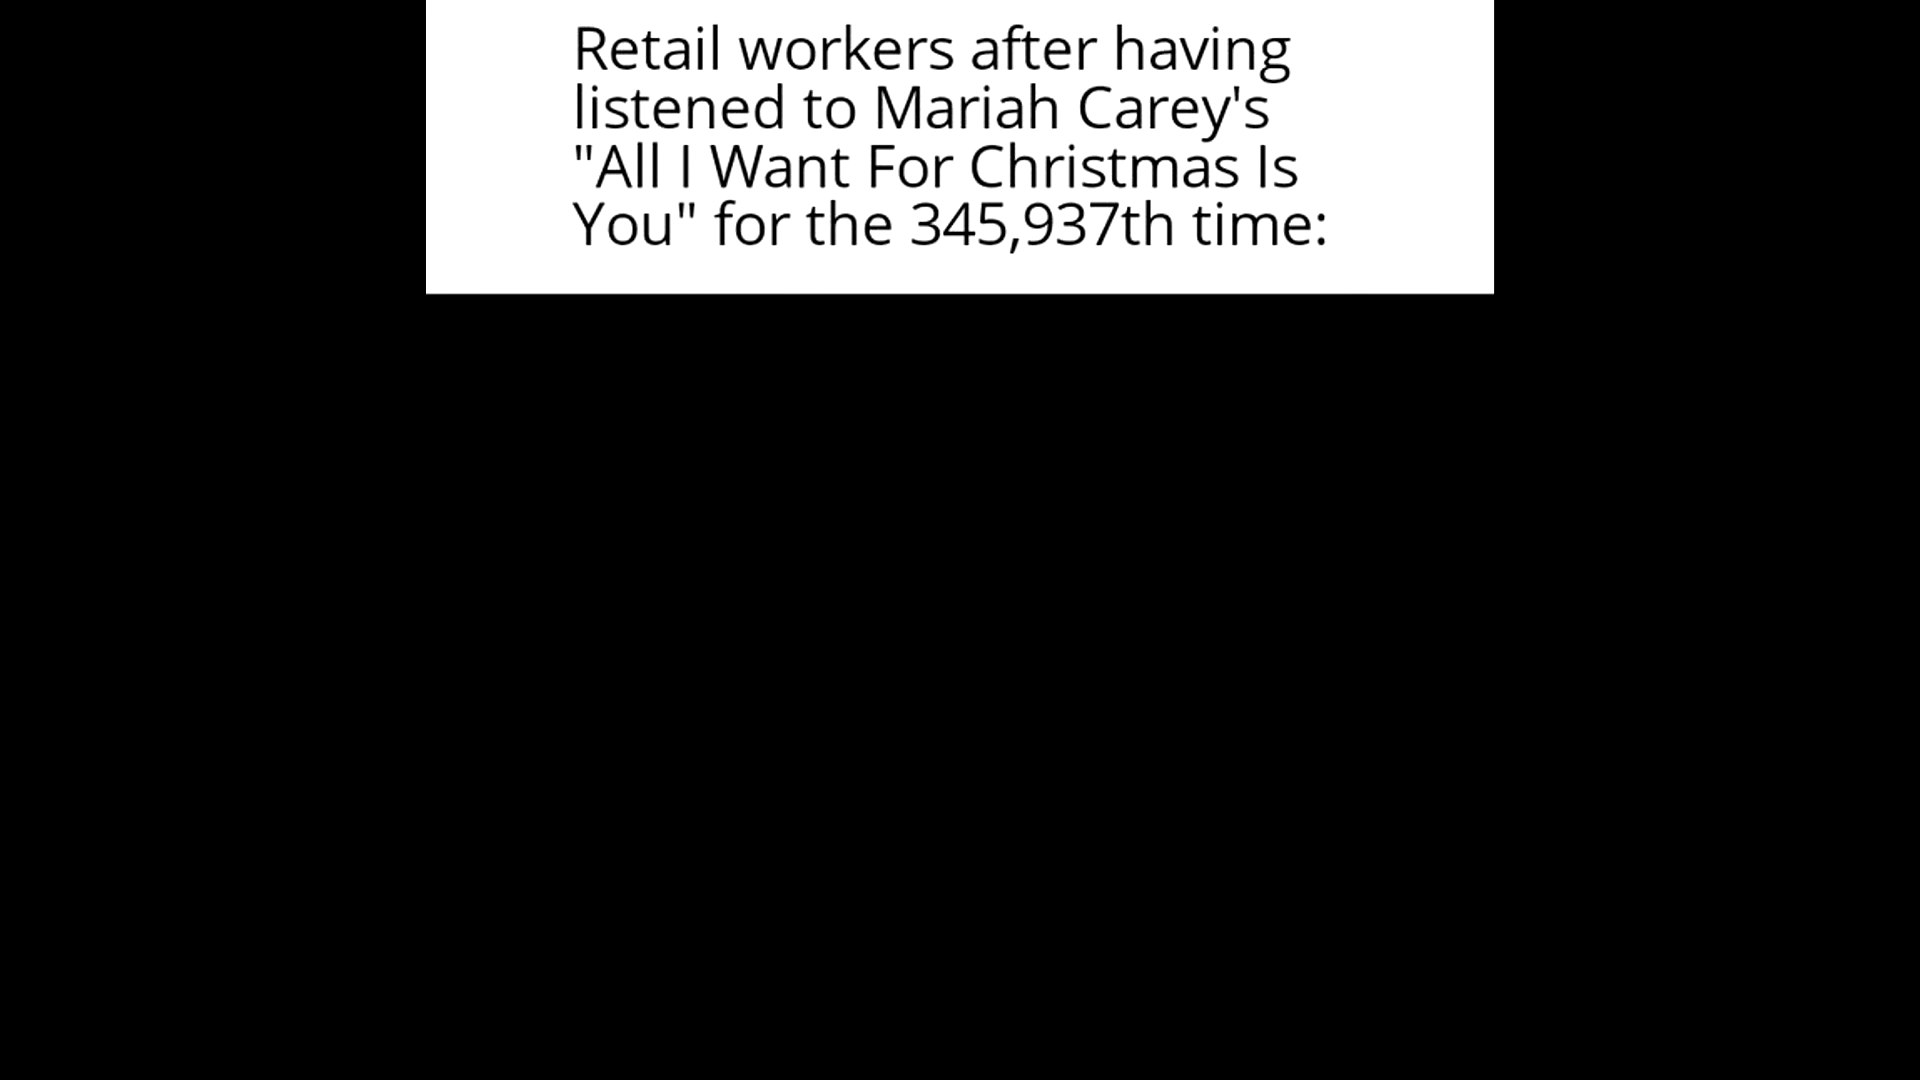 Retail workers after having
listened to Mariah Carey's
"All I Want For Christmas Is
You" for the 345,937th time: